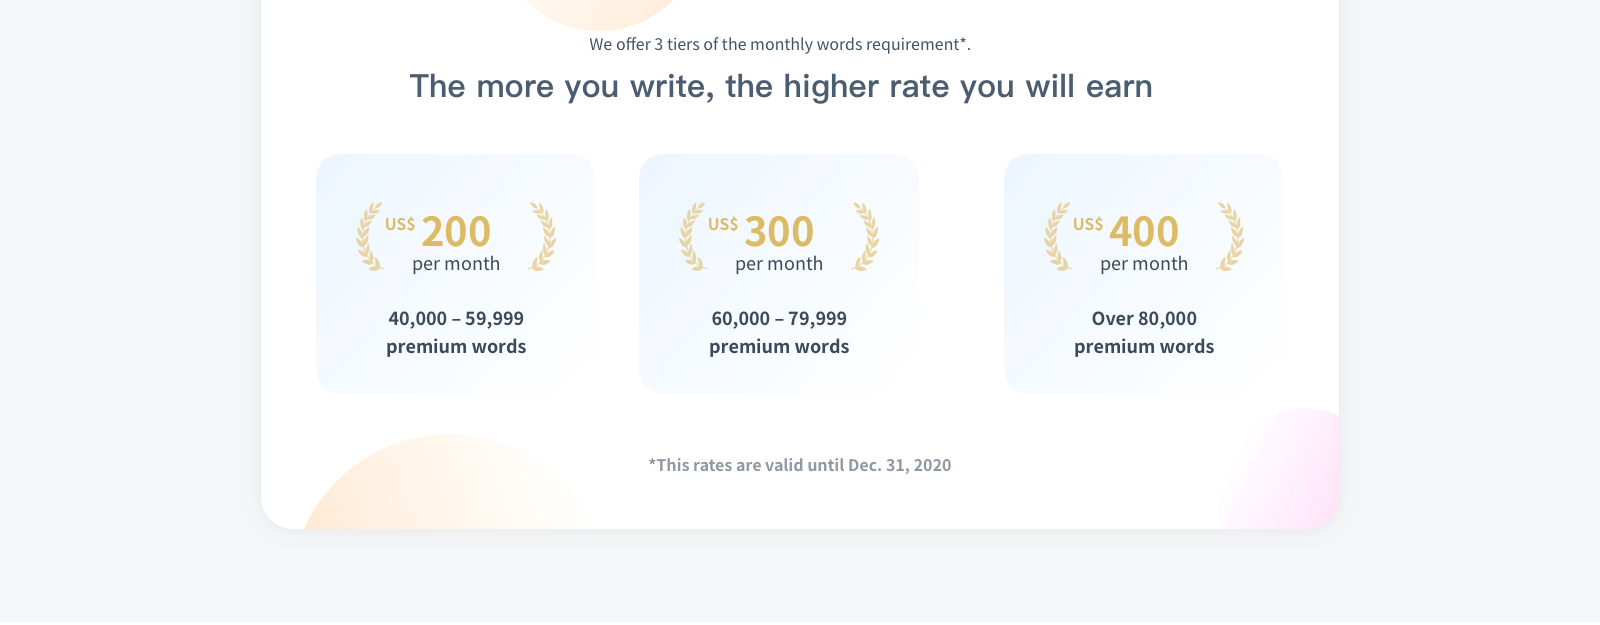 We offer 3 tiers of the monthly words requirement*.
The more you write, the higher rate you will earn
US$ 200
per month
40,000 – 59,999
premium words
US$ 300
per month
60,000 – 79,999
premium words
US$ 400
per month
Over 80,000
premium words
*This rates are valid until Dec. 31, 2020